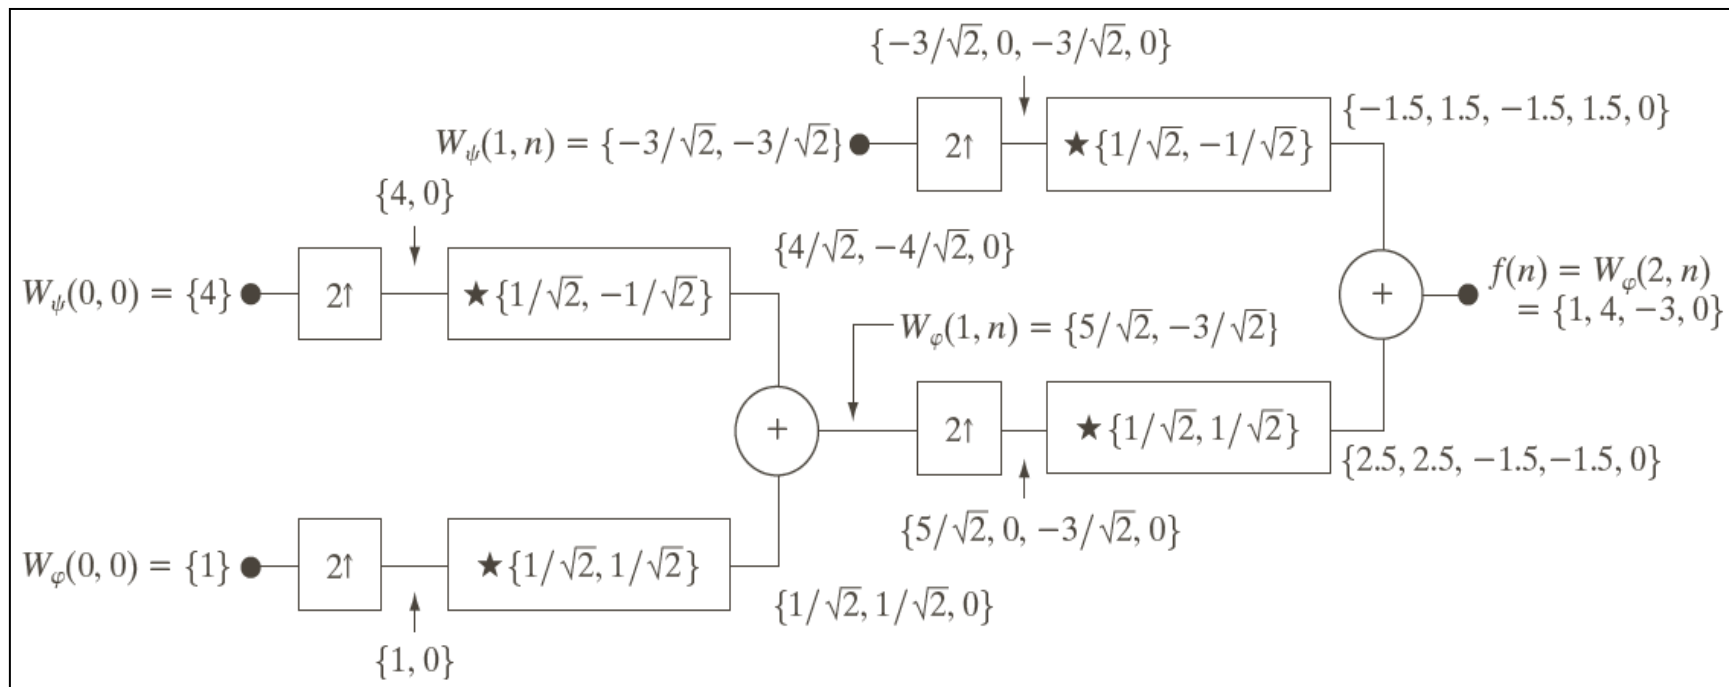 {−3/√2, 0, −3/√2, 0}
W_ψ(1, n) = {−3/√2, −3/√2}
2↑
★{1/√2, −1/√2}
{−1.5, 1.5, −1.5, 1.5, 0}
{4, 0}
W_ψ(0, 0) = {4}
2↑
★{1/√2, −1/√2}
{4/√2, −4/√2, 0}
+
f(n) = W_φ(2, n)
= {1, 4, −3, 0}
W_φ(1, n) = {5/√2, −3/√2}
+
2↑
★{1/√2, 1/√2}
{2.5, 2.5, −1.5,−1.5, 0}
{5/√2, 0, −3/√2, 0}
W_φ(0, 0) = {1}
2↑
★{1/√2, 1/√2}
{1/√2, 1/√2, 0}
{1, 0}